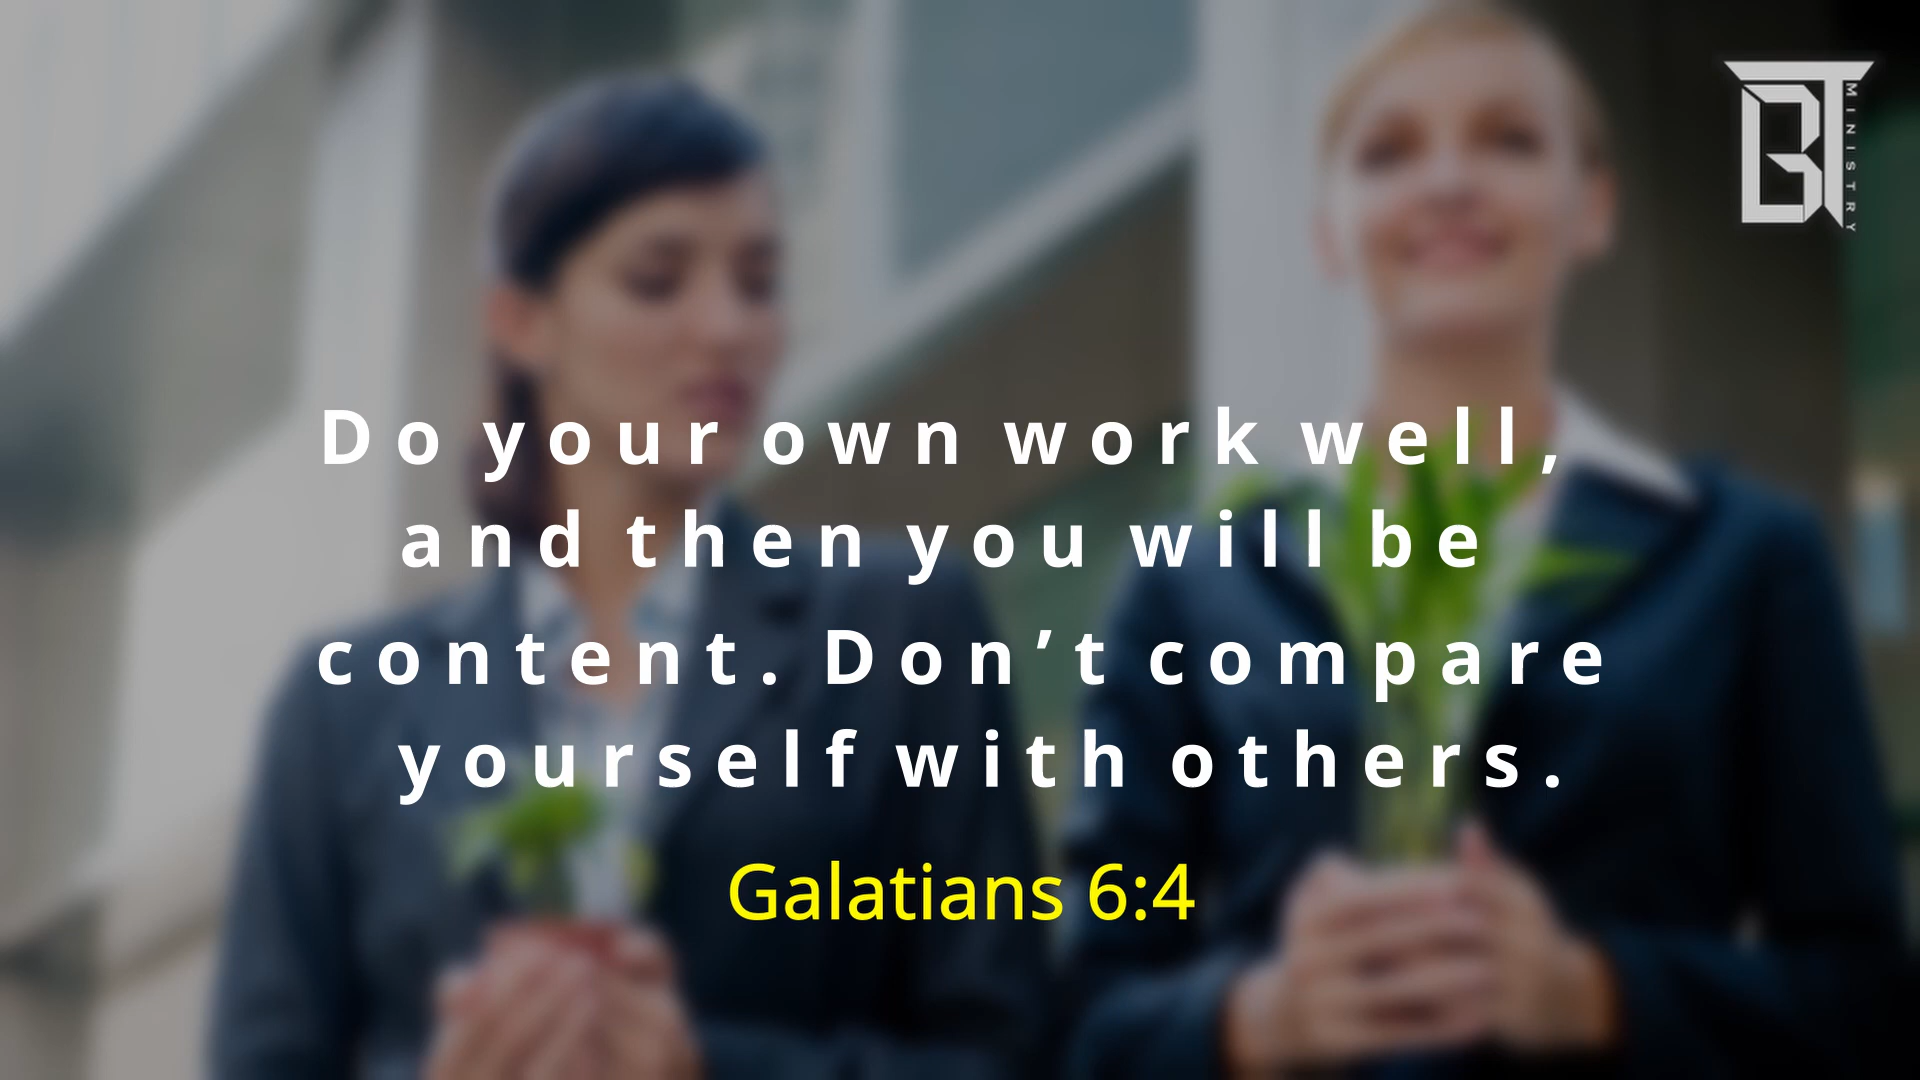 BT
MINISTRY
Do your own work well,
and then you will be
content. Don’t compare
yourself with others.
Galatians 6:4